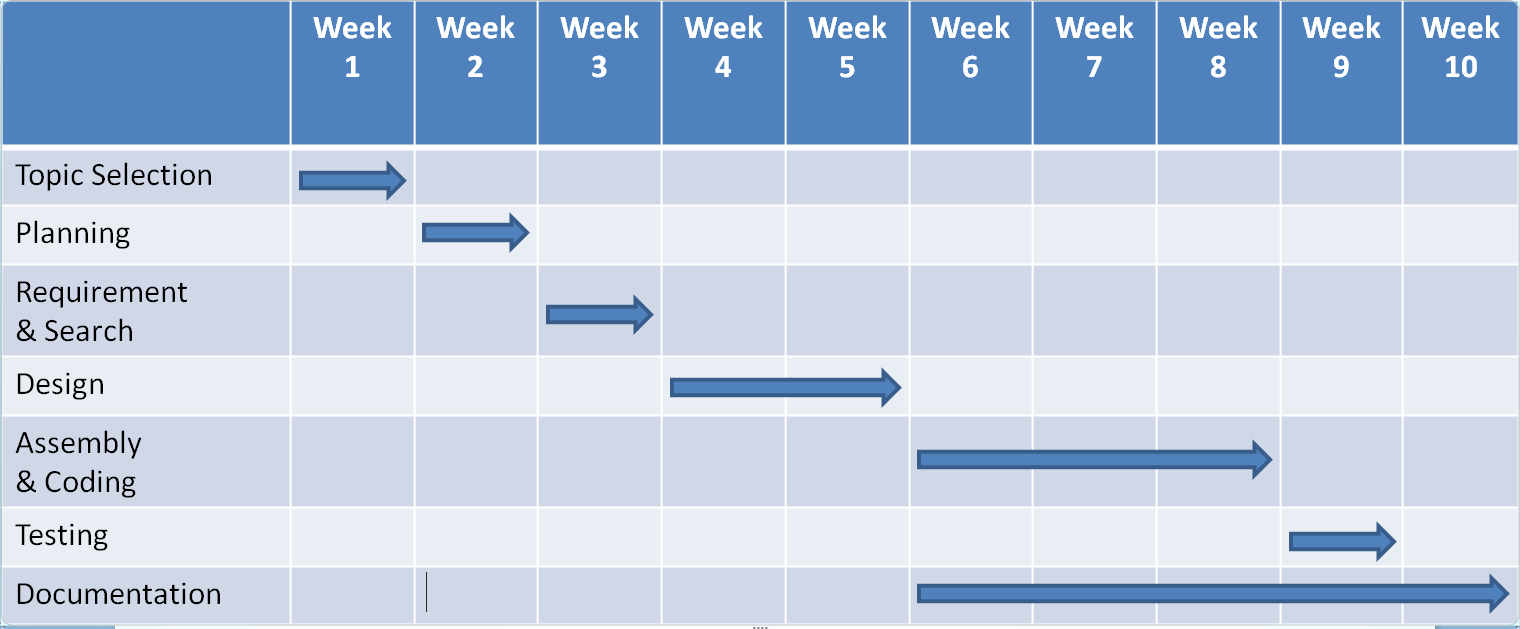 Week Week Week Week Week Week Week Week Week Week
1 2 3 4 5 6 7 8 9 10
Topic Selection
Planning
Requirement
& Search
Design
Assembly
& Coding
Testing
Documentation